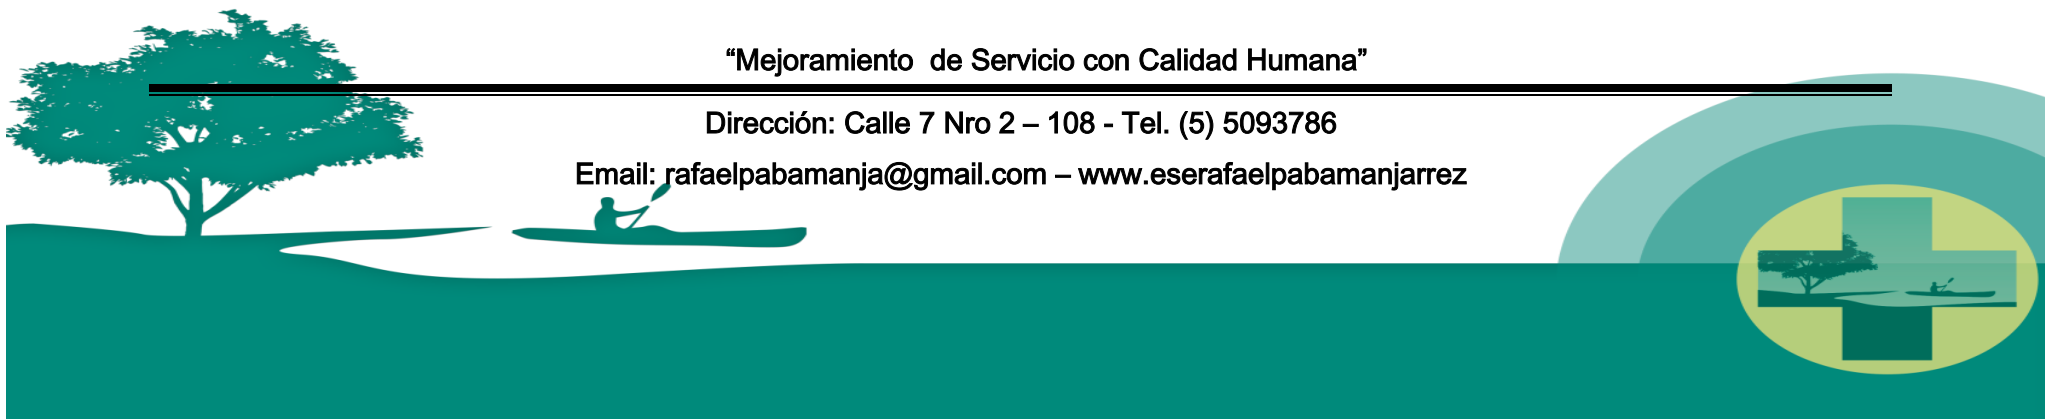 “Mejoramiento  de Servicio con Calidad Humana”
Dirección: Calle 7 Nro 2 – 108 - Tel. (5) 5093786
Email: rafaelpabamanja@gmail.com – www.eserafaelpabamanjarrez